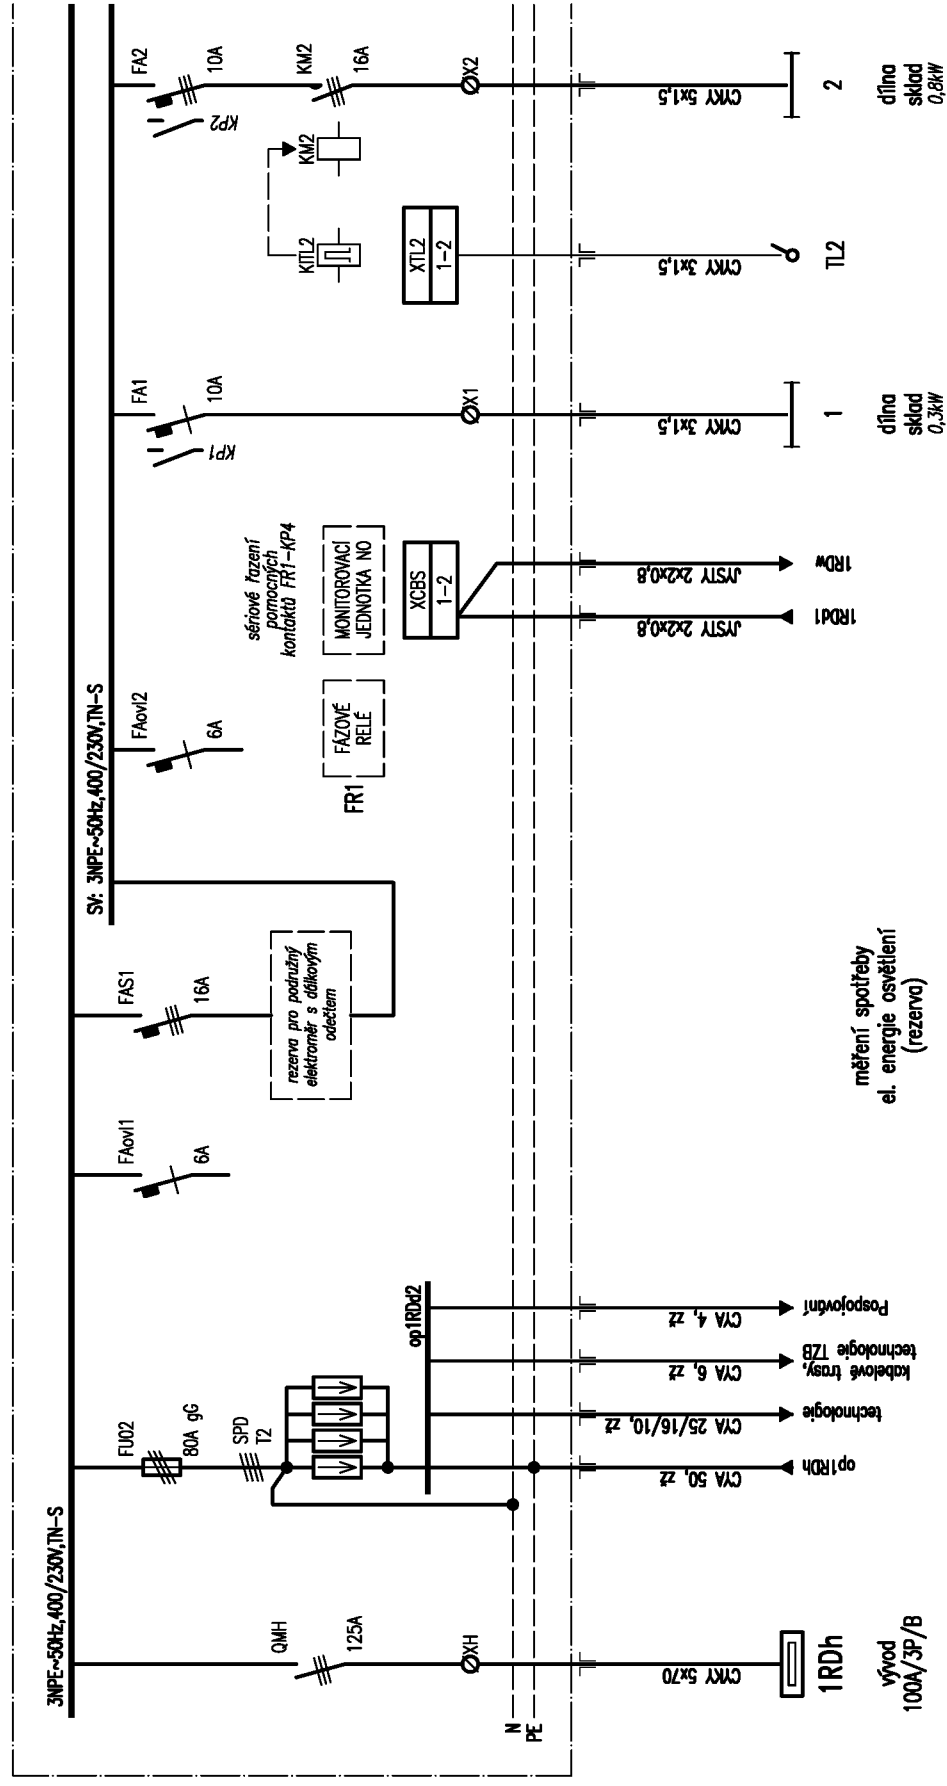 3NPE~50Hz,400/230V,TN-S
QMH
125A
XH
CYKY 5x70
1RDh
vývod
100A/3P/B
N
PE
FU02
80A gG
SPD
T2
op1RDd2
CYA 50, zž
op1RDh
CYA 25/16/10, zž
technologie
CYA 6, zž
kabelové trasy,
technologie TZB
CYA 4, zž
Pospojování
FAovl1
6A
FAS1
16A
rezerva pro podružný
elektroměr s dálkovým
odečtem
měření spotřeby
el. energie osvětlení
(rezerva)
SV: 3NPE~50Hz,400/230V,TN-S
FAovl2
6A
FR1
FÁZOVÉ
RELÉ
sériové řazení
pomocných
kontaktů FR1-KP4
MONITOROVACÍ
JEDNOTKA NO
XCBS
1-2
JYSTY 2x2x0,8
1RDd1
JYSTY 2x2x0,8
1RDw
FA1
10A
KP1
X1
CYKY 3x1,5
1
dílna
sklad
0,3kW
KITL2
XTL2
1-2
CYKY 3x1,5
TL2
KM2
FA2
10A
KP2
KM2
16A
X2
CYKY 5x1,5
2
dílna
sklad
0,8kW